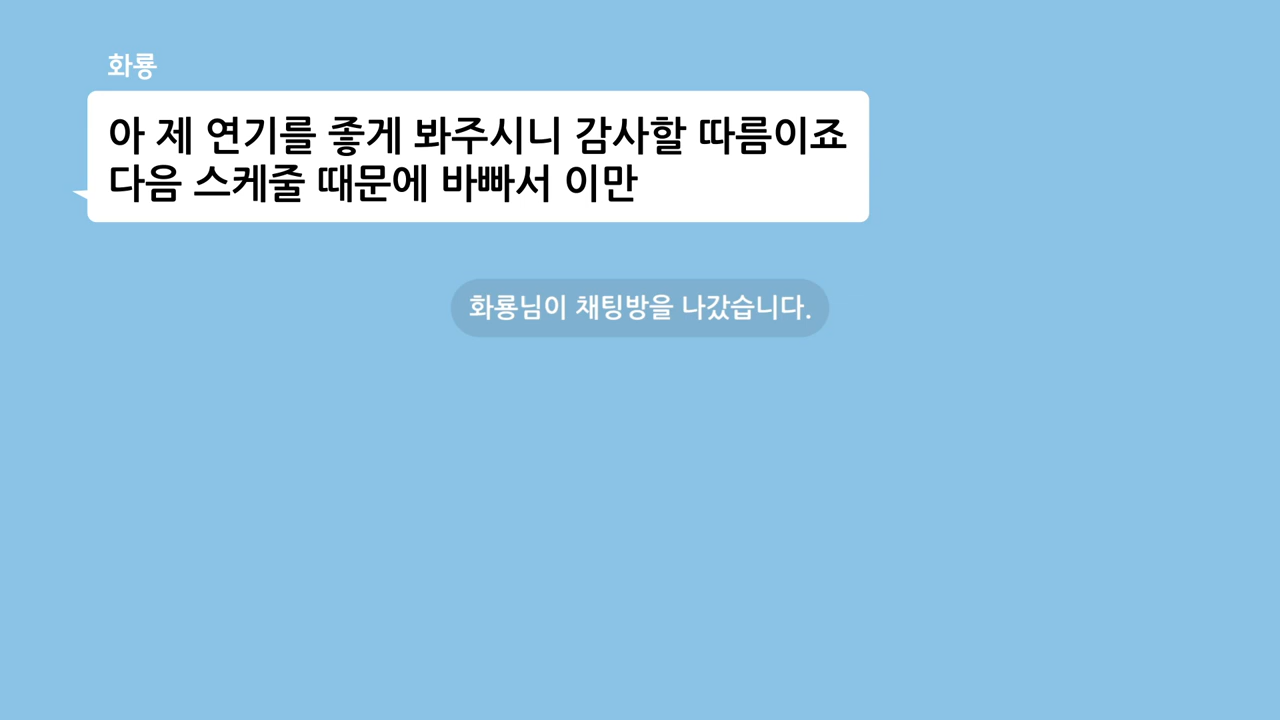 화룡
아 제 연기를 좋게 봐주시니 감사할 따름이죠
다음 스케줄 때문에 바빠서 이만
화룡님이 채팅방을 나갔습니다.